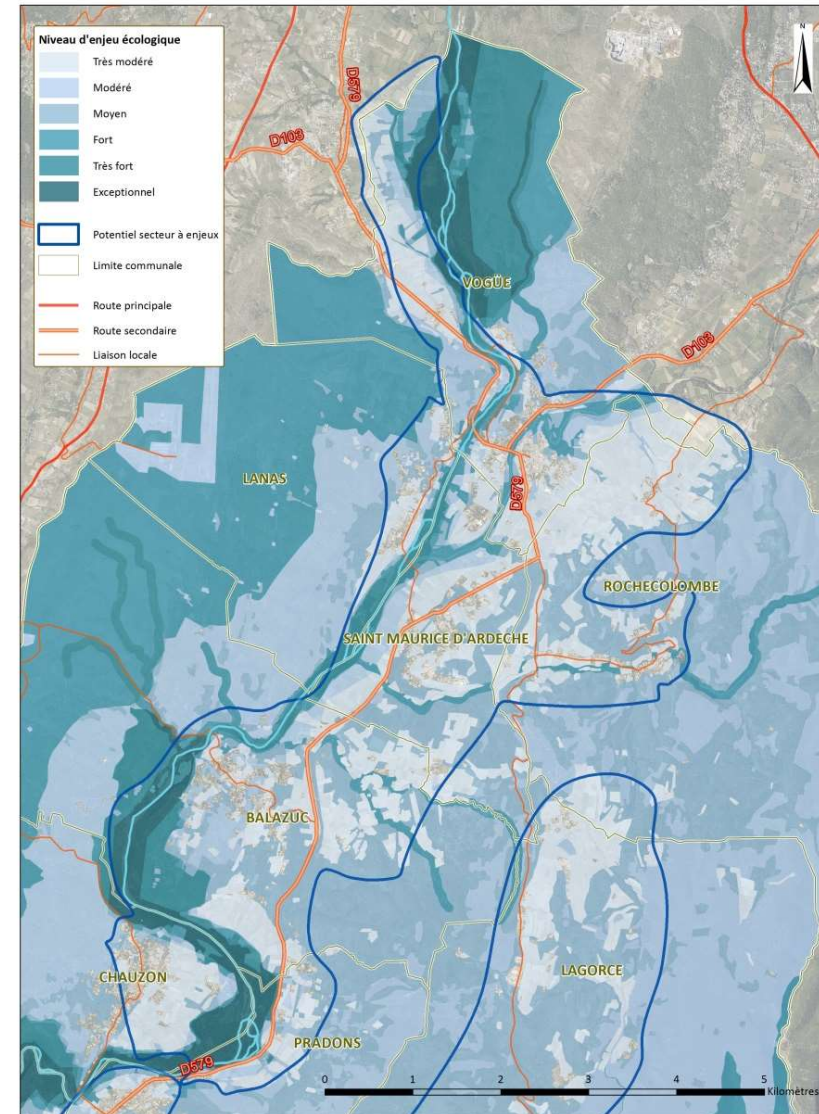 Niveau d'enjeu écologique
Très modéré
Modéré
Moyen
Fort
Très fort
Exceptionnel
Potentiel secteur à enjeux
Limite communale
Route principale
Route secondaire
Liaison locale
N
D579
D103
VOGÜE
D103
LANAS
D579
ROCHECOLOMBE
SAINT MAURICE D'ARDECHE
BALAZUC
CHAUZON
LAGORCE
PRADONS
D579
0 1 2 3 4 5
Kilomètres